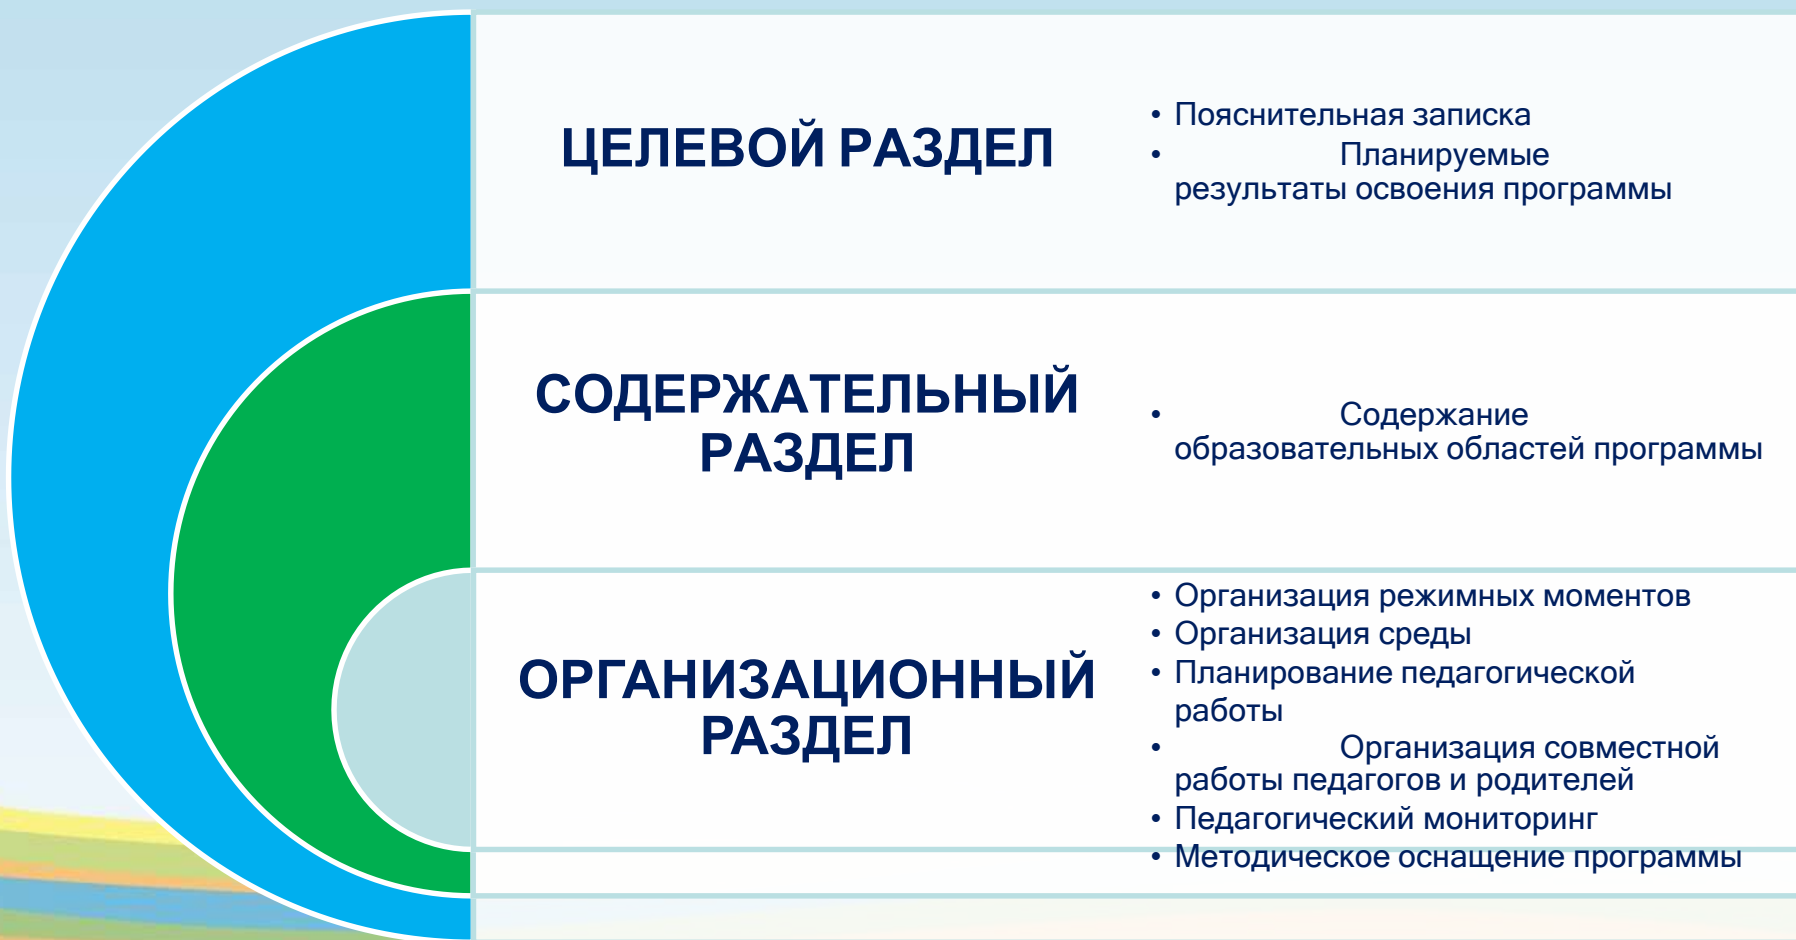 ЦЕЛЕВОЙ РАЗДЕЛ
• Пояснительная записка
• Планируемые
результаты освоения программы
СОДЕРЖАТЕЛЬНЫЙ
РАЗДЕЛ
• Содержание
образовательных областей программы
ОРГАНИЗАЦИОННЫЙ
РАЗДЕЛ
• Организация режимных моментов
• Организация среды
• Планирование педагогической
работы
• Организация совместной
работы педагогов и родителей
• Педагогический мониторинг
• Методическое оснащение программы